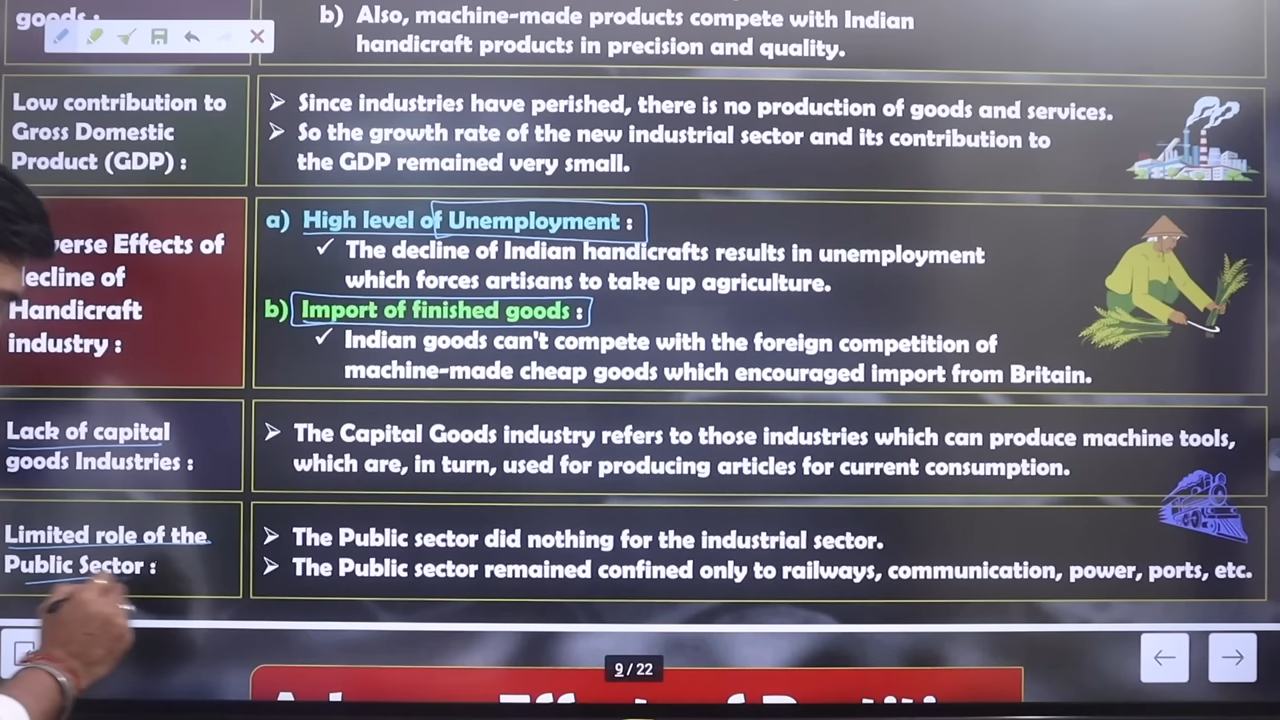 goods :
b) Also, machine-made products compete with Indian
handicraft products in precision and quality.
Low contribution to
Gross Domestic
Product (GDP) :
➢ Since industries have perished, there is no production of goods and services.
➢ So the growth rate of the new industrial sector and its contribution to
the GDP remained very small.
Effects of
of
Handicraft
industry :
a) High level of Unemployment :
✓ The decline of Indian handicrafts results in unemployment
which forces artisans to take up agriculture.
b) Import of finished goods :
✓ Indian goods can't compete with the foreign competition of
machine-made cheap goods which encouraged import from Britain.
Lack of capital
goods Industries :
➢ The Capital Goods industry refers to those industries which can produce machine tools,
which are, in turn, used for producing articles for current consumption.
Limited role of the
Public Sector :
➢ The Public sector did nothing for the industrial sector.
➢ The Public sector remained confined only to railways, communication, power, ports, etc.
9 / 22